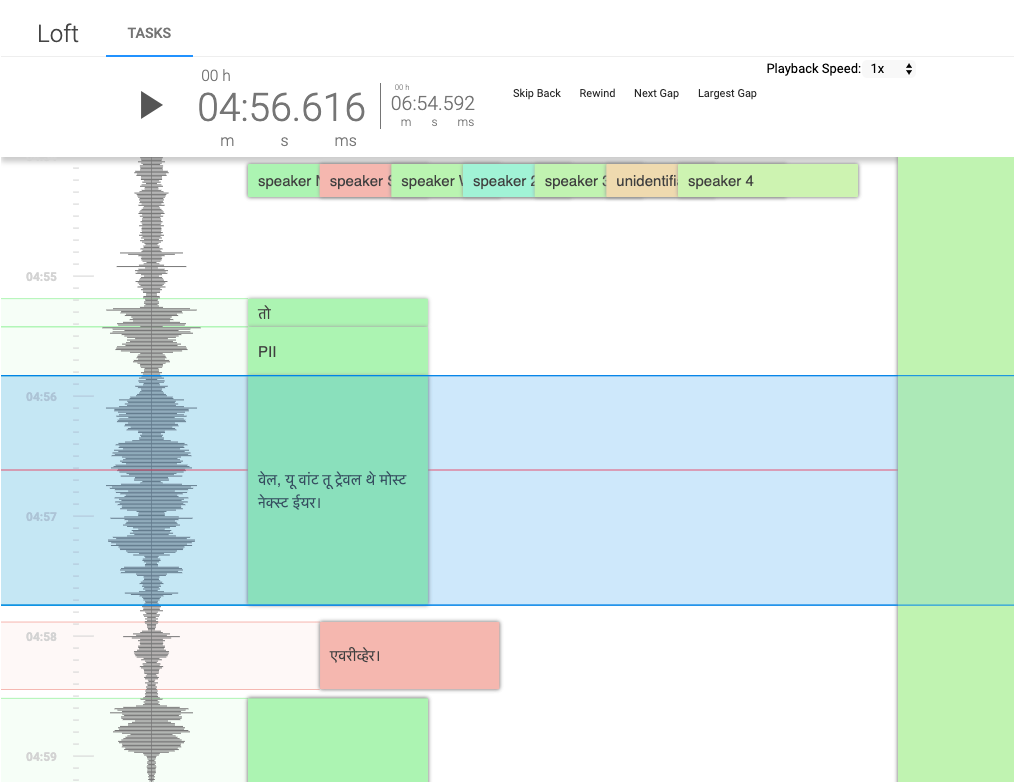 Loft
TASKS
Playback Speed: 1x
00 h
04:56.616
m s ms
00 h
06:54.592
m s ms
Skip Back Rewind Next Gap Largest Gap
speaker speaker speaker speaker 2 speaker 3 unidentifi speaker 4
04:55
तो
PII
04:56
वेल, यू वांट तू ट्रेवल थे मोस्ट
नेक्स्ट ईयर।
04:57
04:58
एवरीव्हेर।
04:59